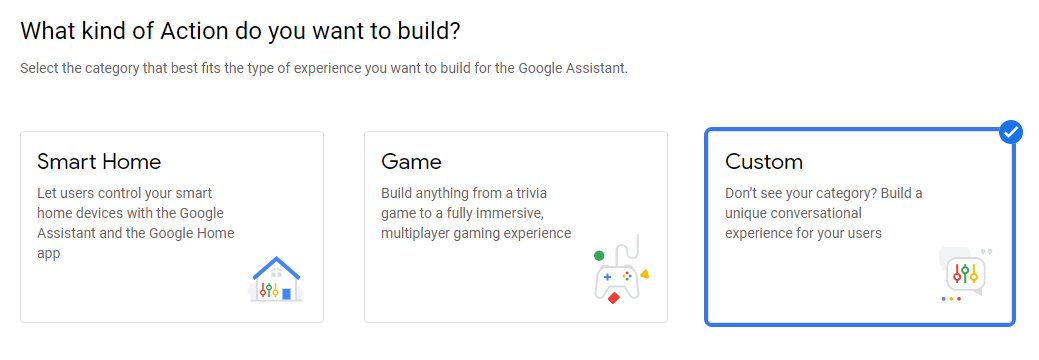 What kind of Action do you want to build?
Select the category that best fits the type of experience you want to build for the Google Assistant.
Smart Home
Let users control your smart
home devices with the Google
Assistant and the Google Home
app
Game
Build anything from a trivia
game to a fully immersive,
multiplayer gaming experience
Custom
Don’t see your category? Build a
unique conversational
experience for your users